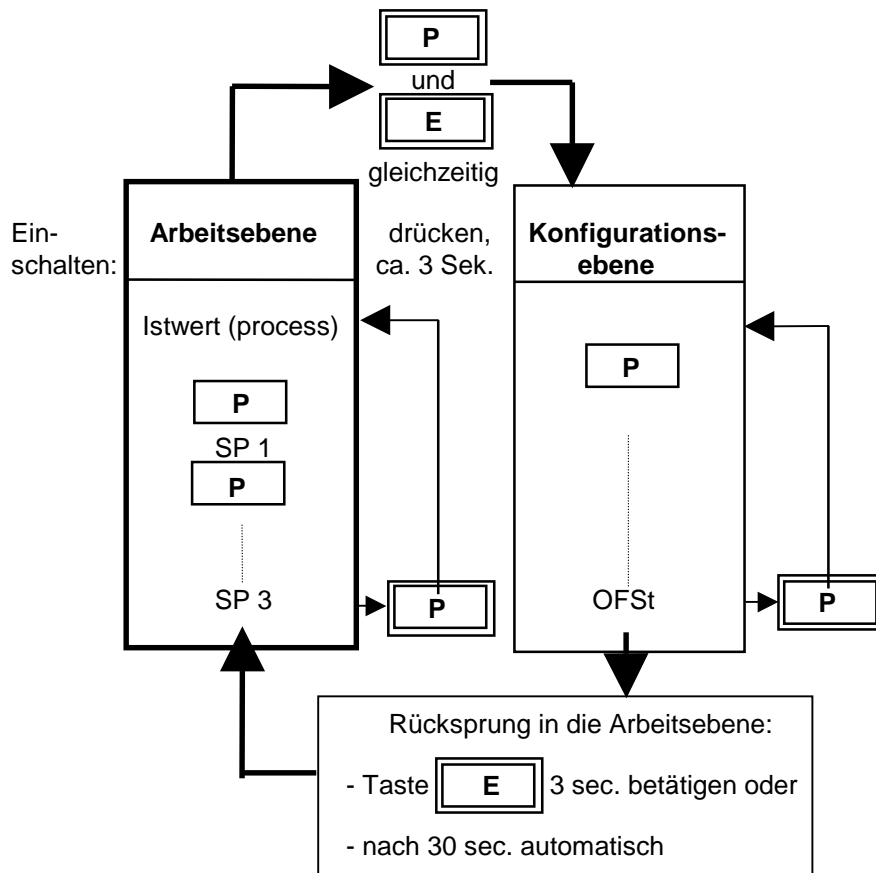 P
und
E
gleichzeitig
drücken,
ca. 3 Sek.
Ein-
schalten:
Arbeitsebene
Istwert (process)
P
SP 1
P
SP 3
P
Konfigurations-
ebene
P
OFSt
P
Rücksprung in die Arbeitsebene:
- Taste E 3 sec. betätigen oder
- nach 30 sec. automatisch